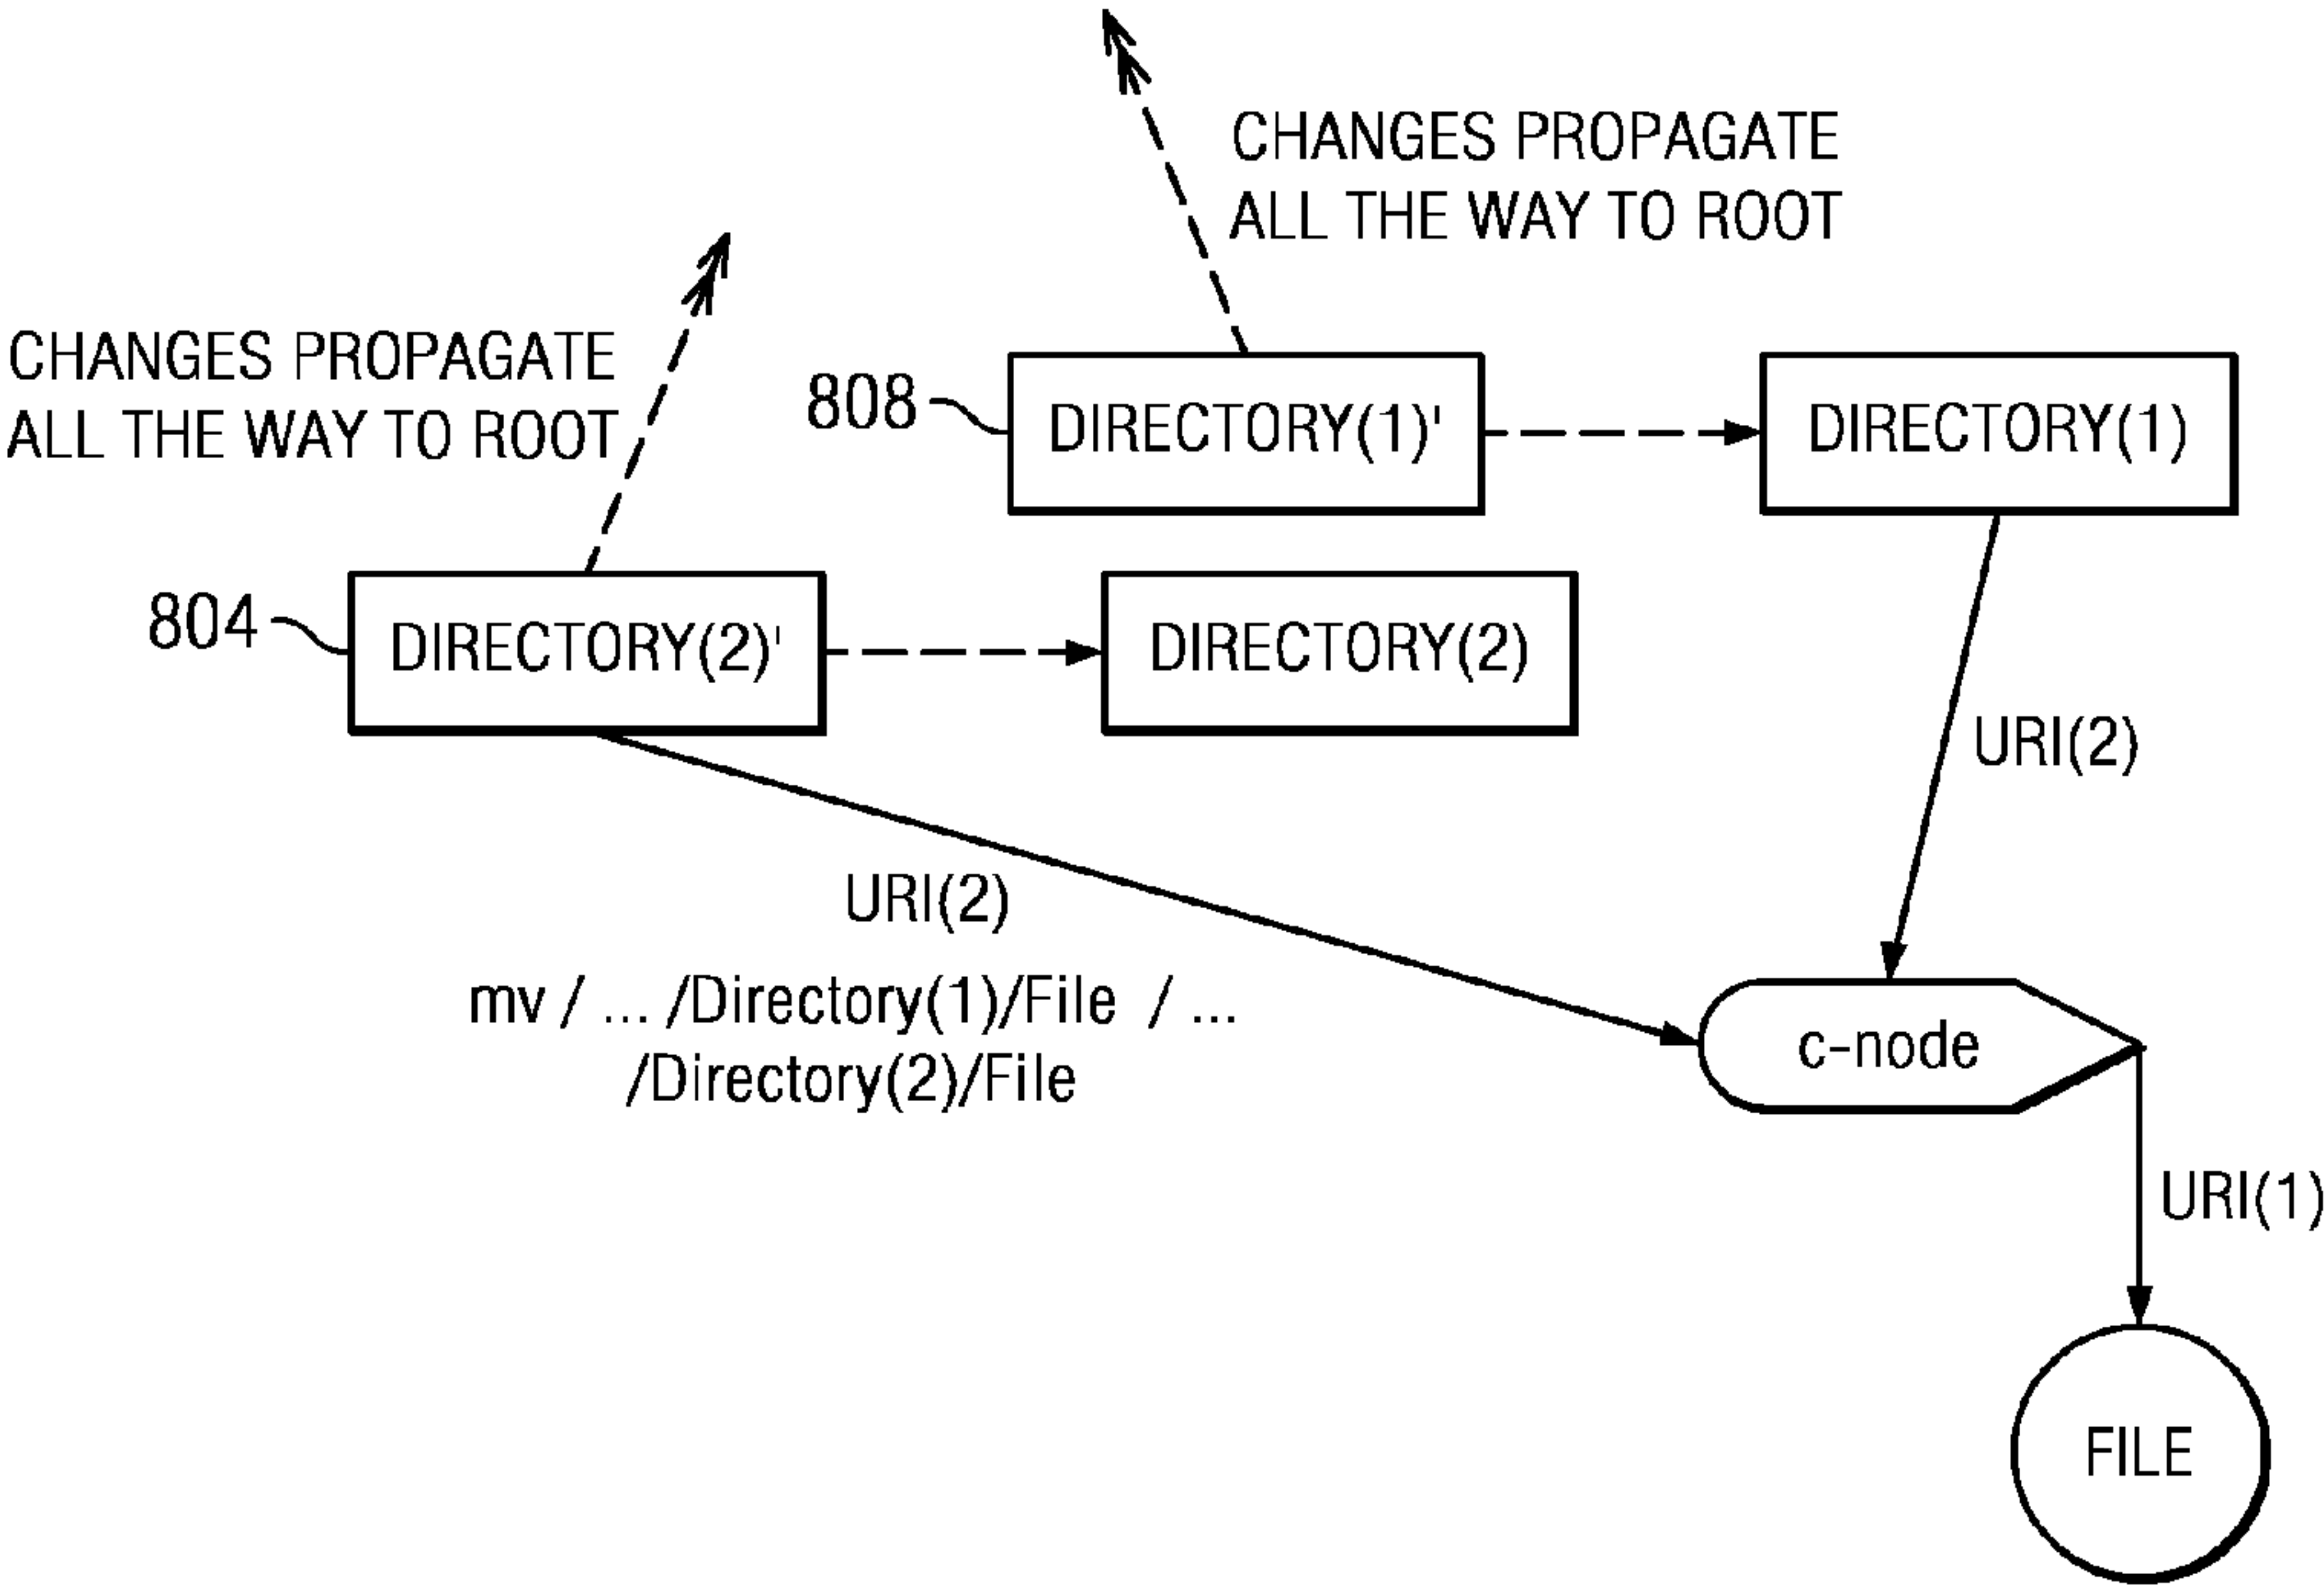 CHANGES PROPAGATE
ALL THE WAY TO ROOT
CHANGES PROPAGATE
ALL THE WAY TO ROOT
808
DIRECTORY(1)'
DIRECTORY(1)
804
DIRECTORY(2)'
DIRECTORY(2)
URI(2)
URI(2)
mv / ... /Directory(1)/File / ...
/Directory(2)/File
c-node
URI(1)
FILE